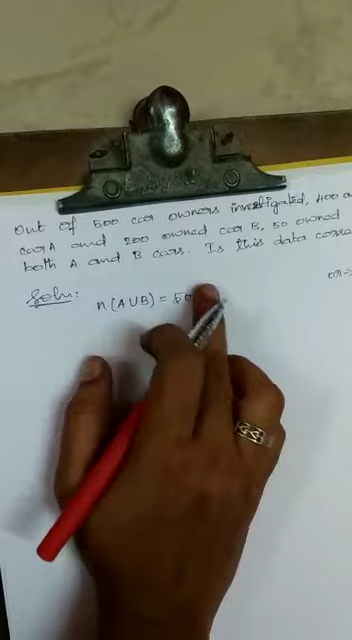 Out of 500 car owners investigated, 400 
car A and 200 owned car B, 50 owned
both A and B cars. Is this data
Soln:
n(AUB) = 50